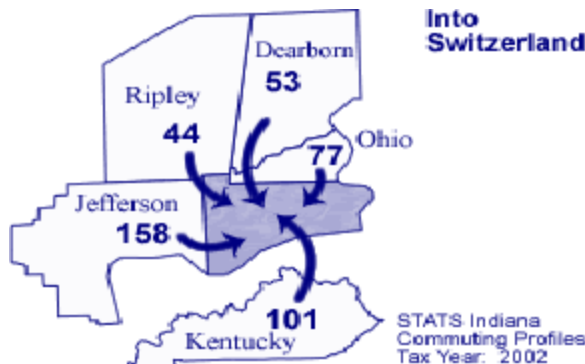 Into
Switzerland
Dearborn
53
Ripley
44
Ohio
77
Jefferson
158
101
Kentucky
STATS Indiana
Commuting Profiles
Tax Year: 2002